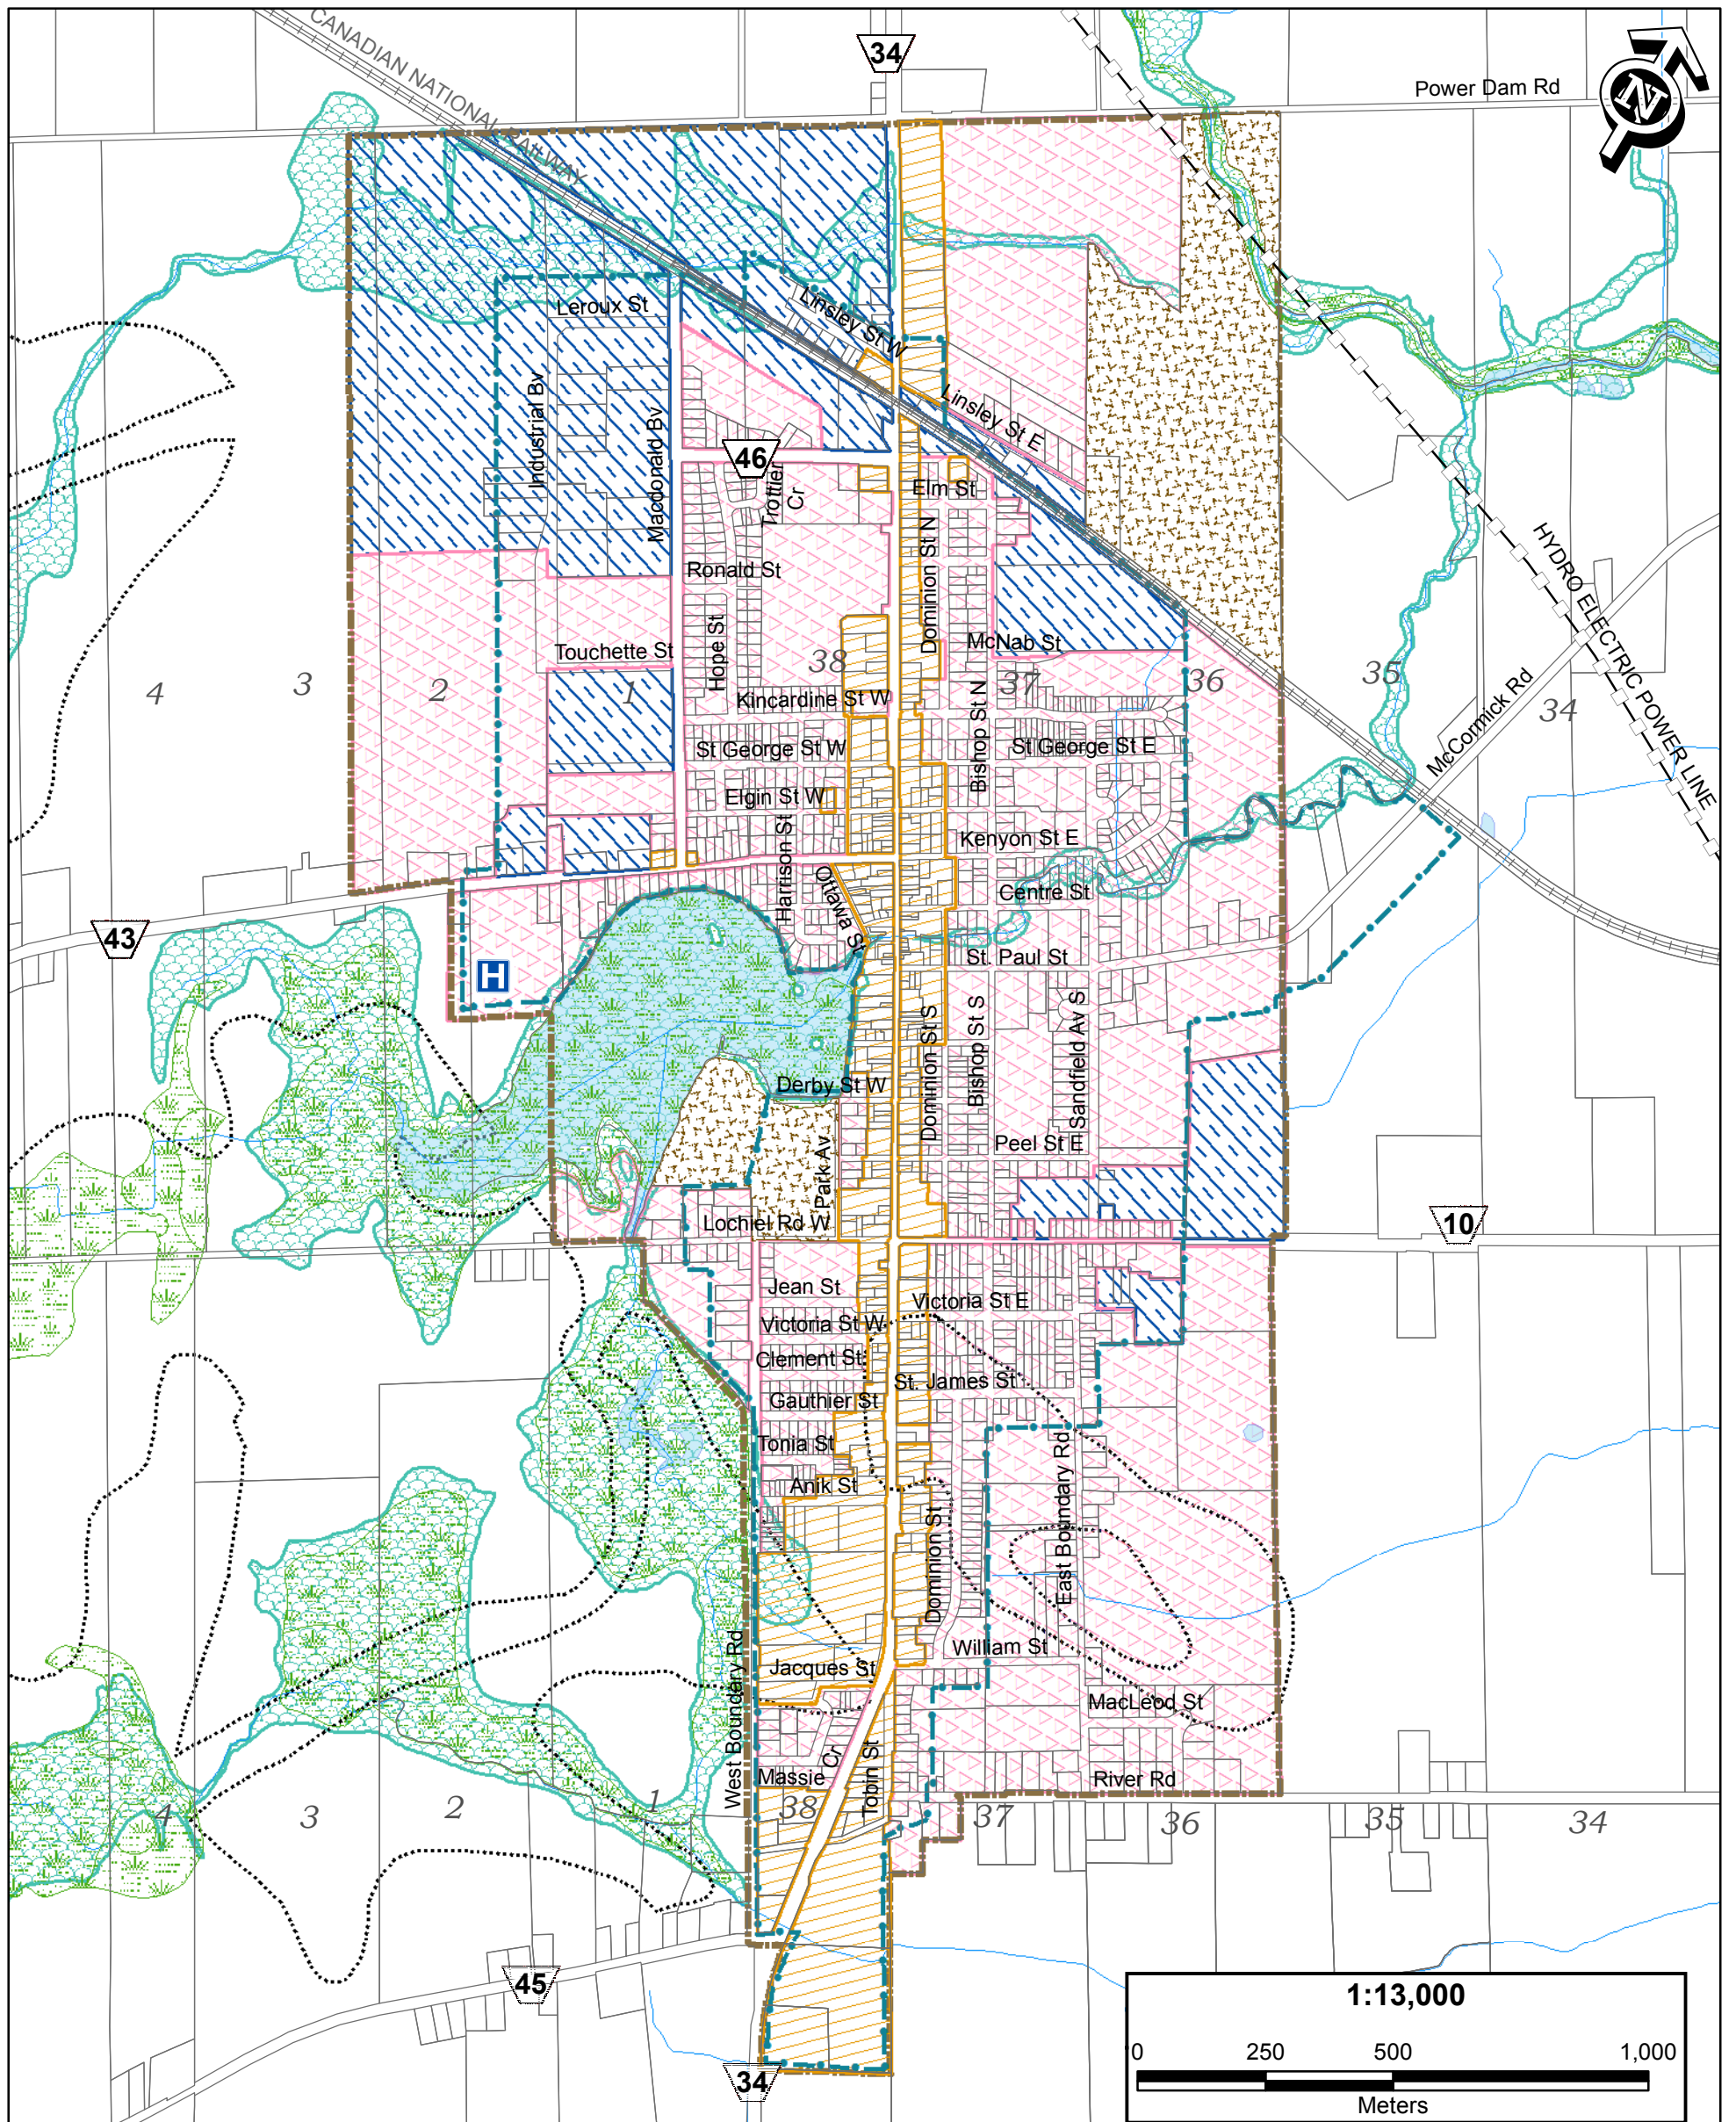 CANADIAN NATIONAL RAILWAY
34
Power Dam Rd
N
Leroux St
Linsley St W
Linsley St E
Industrial Bv
Macdonald Bv
46
Trottier
Cr
Elm St
Dominion St N
Ronald St
HYDRO ELECTRIC POWER LINE
Touchette St
Hope St
McNab St
38
4
3
2
1
37
36
35
34
Kincardine St W
Bishop St N
McCormick Rd
St George St W
St George St E
Elgin St W
Kenyon St E
Harrison St
Ottawa St
Centre St
43
H
St. Paul St
Dominion St S
Bishop St S
Sandfield Av S
Derby St W
Peel St E
Park Av
Lochiel Rd W
10
Jean St
Victoria St E
Victoria St W
Clement St
St. James St
Gauthier St
Tonia St
East Boundary Rd
Anik St
Dominion St
William St
West Boundary Rd
Jacques St
MacLeod St
Massie
Cr
Tobin St
River Rd
4
3
2
1
38
37
36
35
34
45
34
1:13,000
0 250 500 1,000
Meters